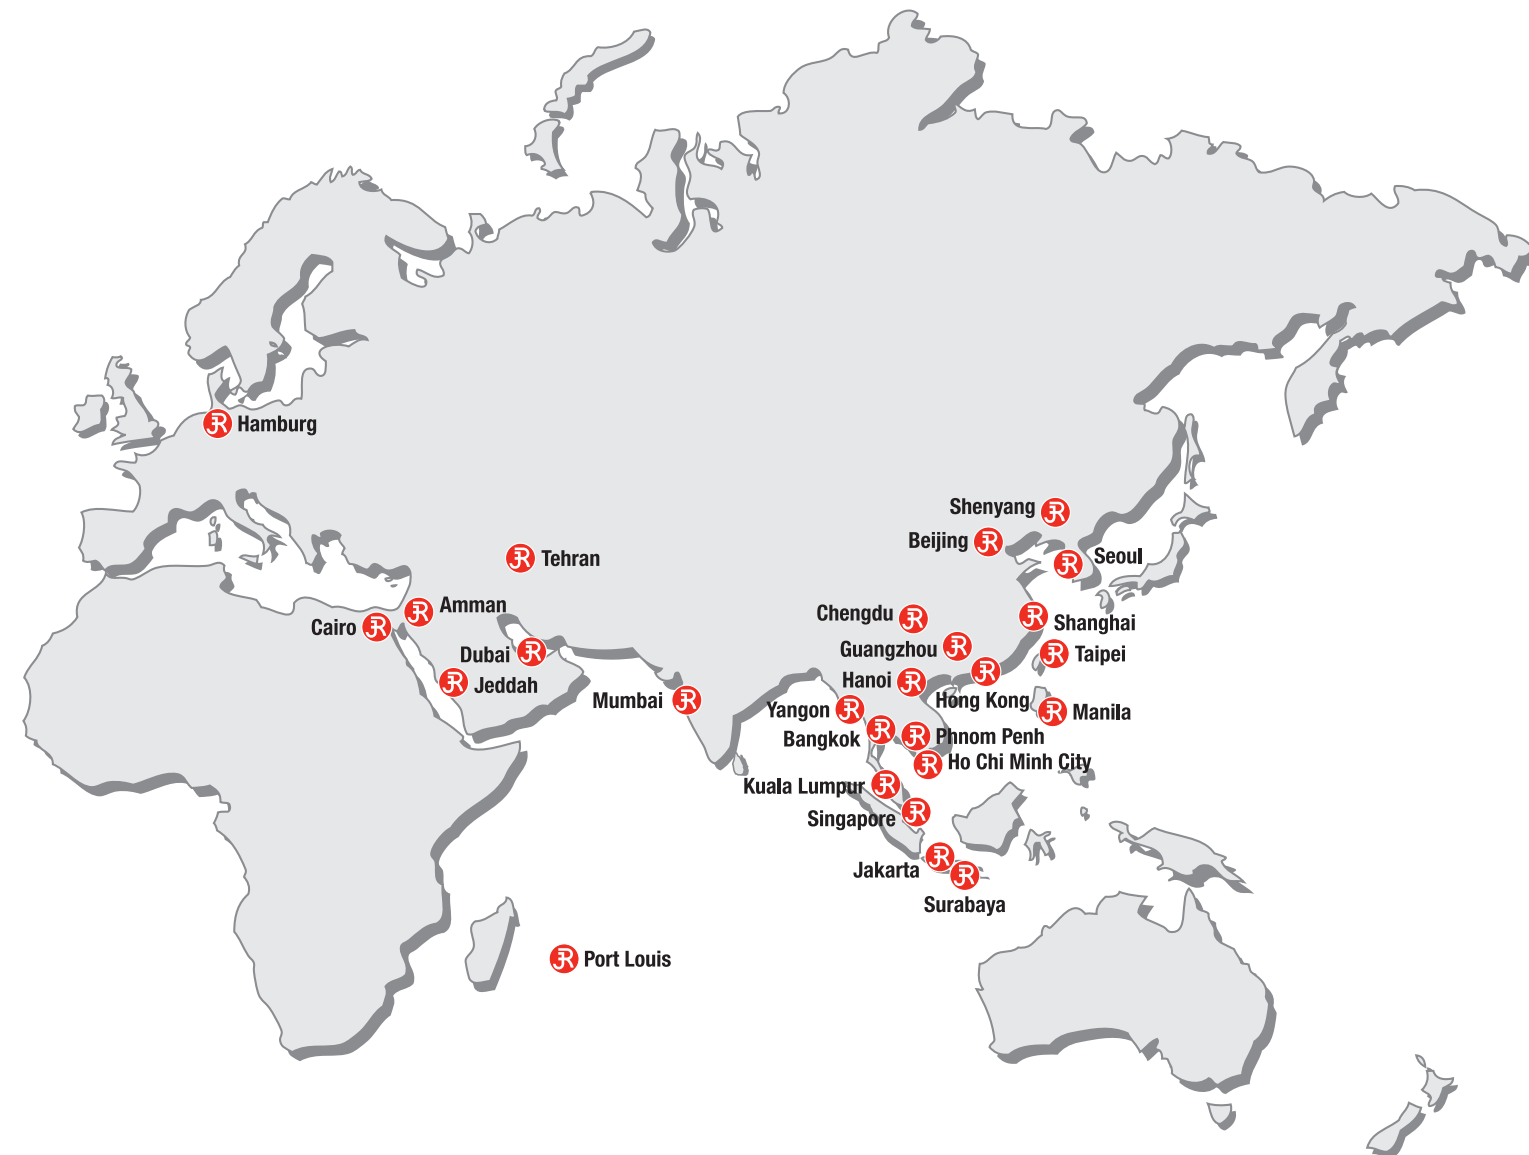 Hamburg
Shenyang
Beijing
Seoul
Tehran
Amman
Cairo
Chengdu
Shanghai
Guangzhou
Taipei
Dubai
Hanoi
Jeddah
Hong Kong
Mumbai
Yangon
Manila
Bangkok
Phnom Penh
Ho Chi Minh City
Kuala Lumpur
Singapore
Jakarta
Surabaya
Port Louis